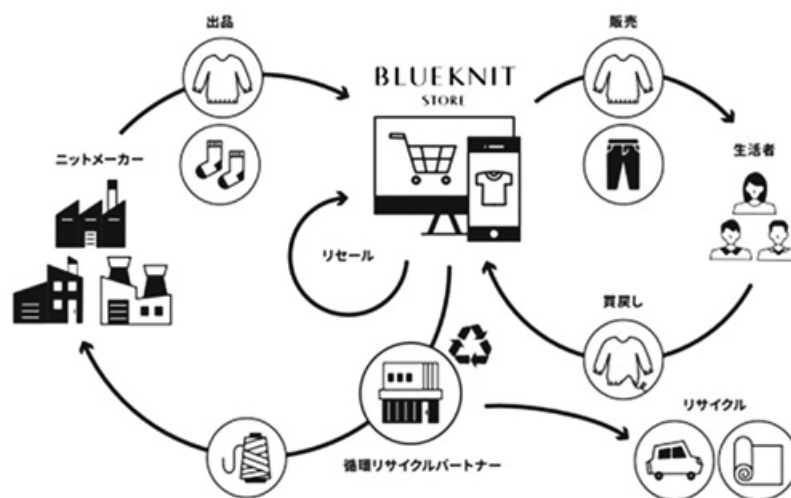 出品
販売
BLUEKNIT
STORE
ニットメーカー
生活者
リセール
買戻し
リサイクル
循環リサイクルパートナー